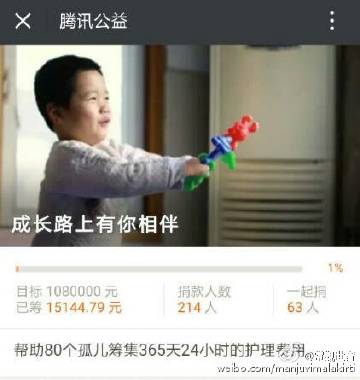 腾讯公益
成长路上有你相伴
1%
目标 1080000 元
已筹 15144.79 元
捐款人数
214 人
一起捐
63 人
帮助80个孤儿筹集365天24小时的护理费用
weibo.com/manjuvimalakirti